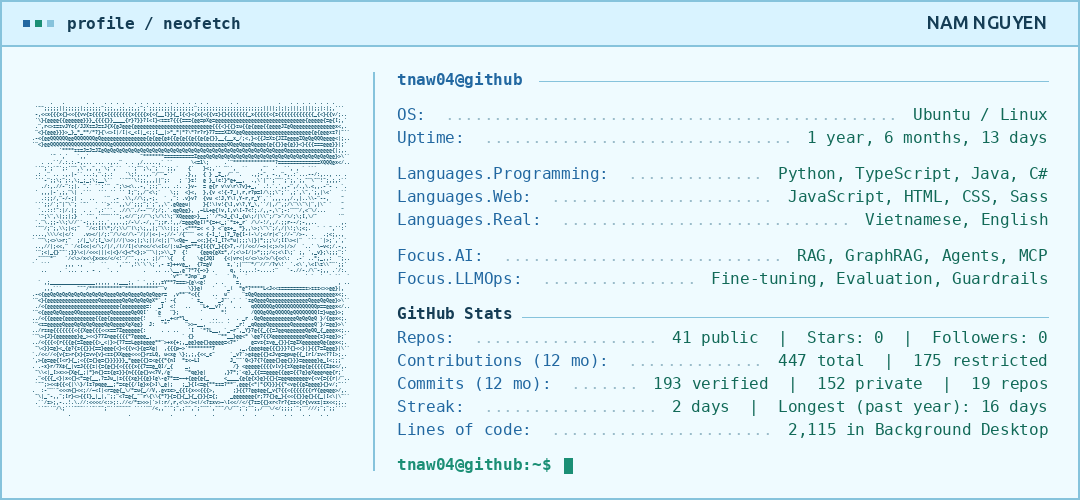 profile / neofetch
NAM NGUYEN
tnaw04@github
OS: Ubuntu / Linux
Uptime: 1 year, 6 months, 13 days
Languages.Programming: Python, TypeScript, Java, C#
Languages.Web: JavaScript, HTML, CSS, Sass
Languages.Real: Vietnamese, English
Focus.AI: RAG, GraphRAG, Agents, MCP
Focus.LLMOps: Fine-tuning, Evaluation, Guardrails
GitHub Stats
Repos: 41 public | Stars: 0 | Followers: 0
Contributions (12 mo): 447 total | 175 restricted
Commits (12 mo): 193 verified | 152 private | 19 repos
Streak: 2 days | Longest (past year): 16 days
Lines of code: 2,115 in Background Desktop
tnaw04@github:~$